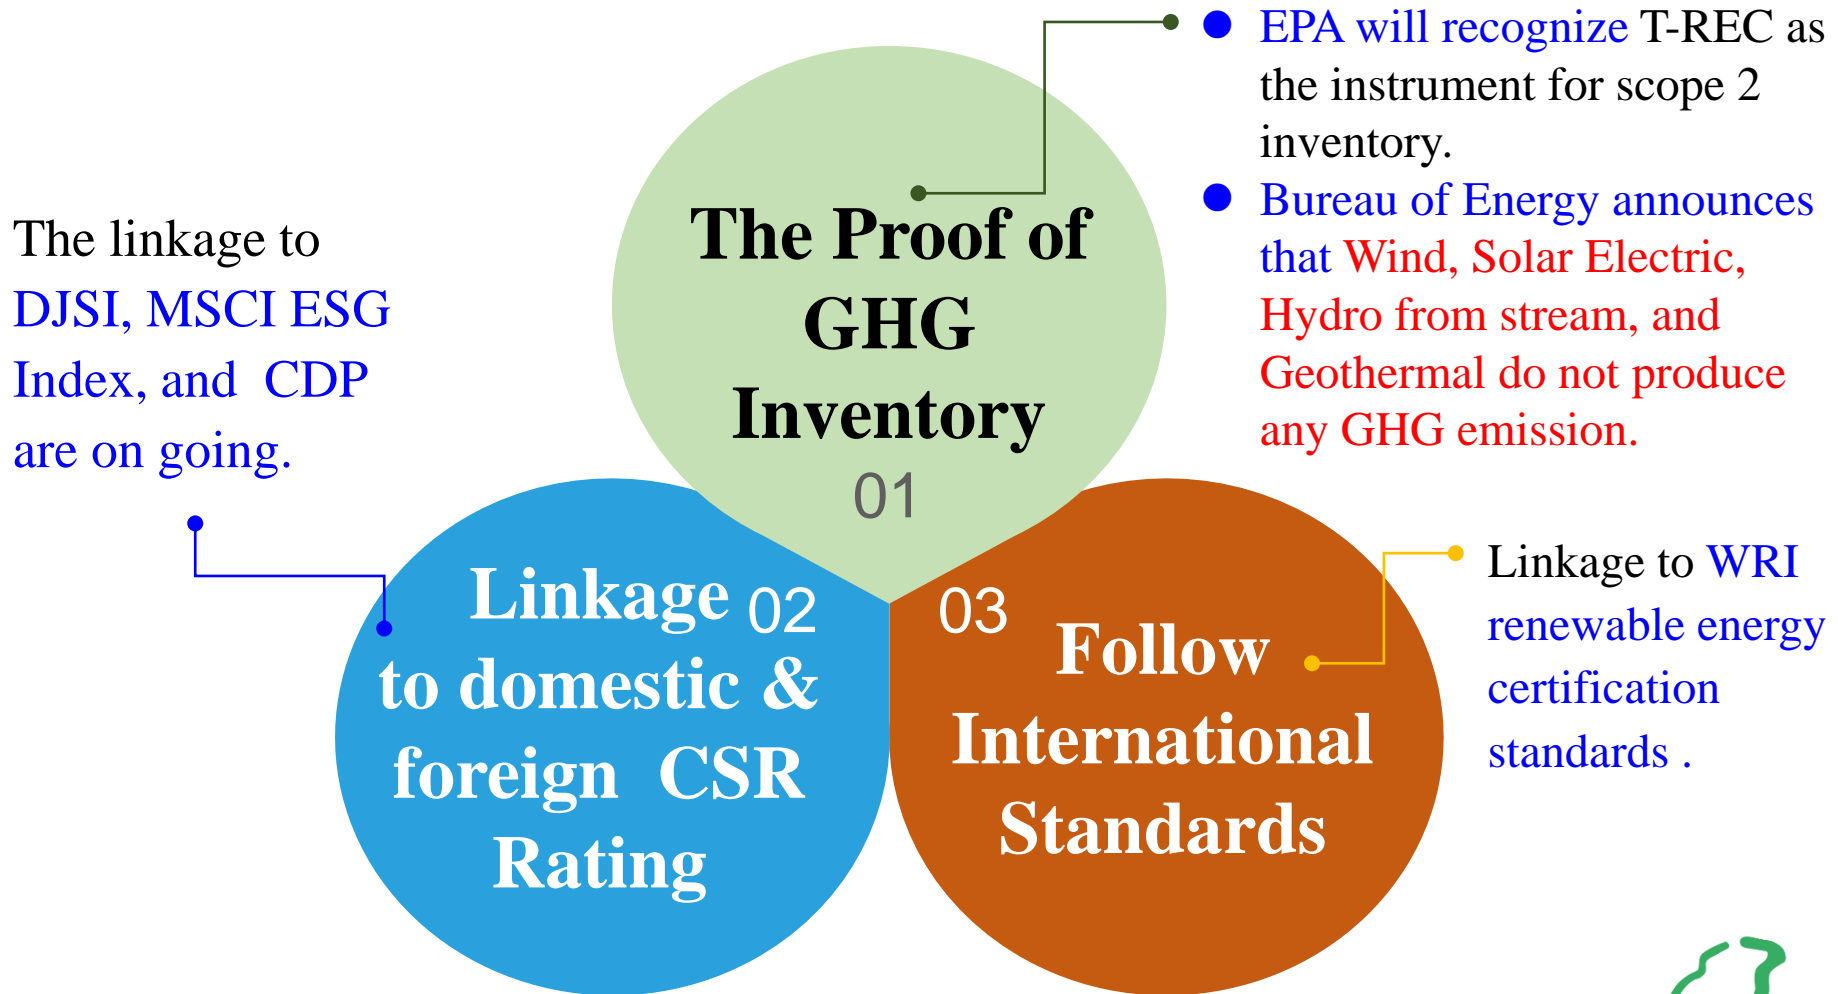 EPA will recognize T-REC as
the instrument for scope 2
inventory.
Bureau of Energy announces
that Wind, Solar Electric,
Hydro from stream, and
Geothermal do not produce
any GHG emission.
The Proof of
GHG
Inventory
01
The linkage to
DJSI, MSCI ESG
Index, and CDP
are on going.
Linkage
02
to domestic &
foreign CSR
Rating
03
Follow
International
Standards
Linkage to WRI
renewable energy
certification
standards .